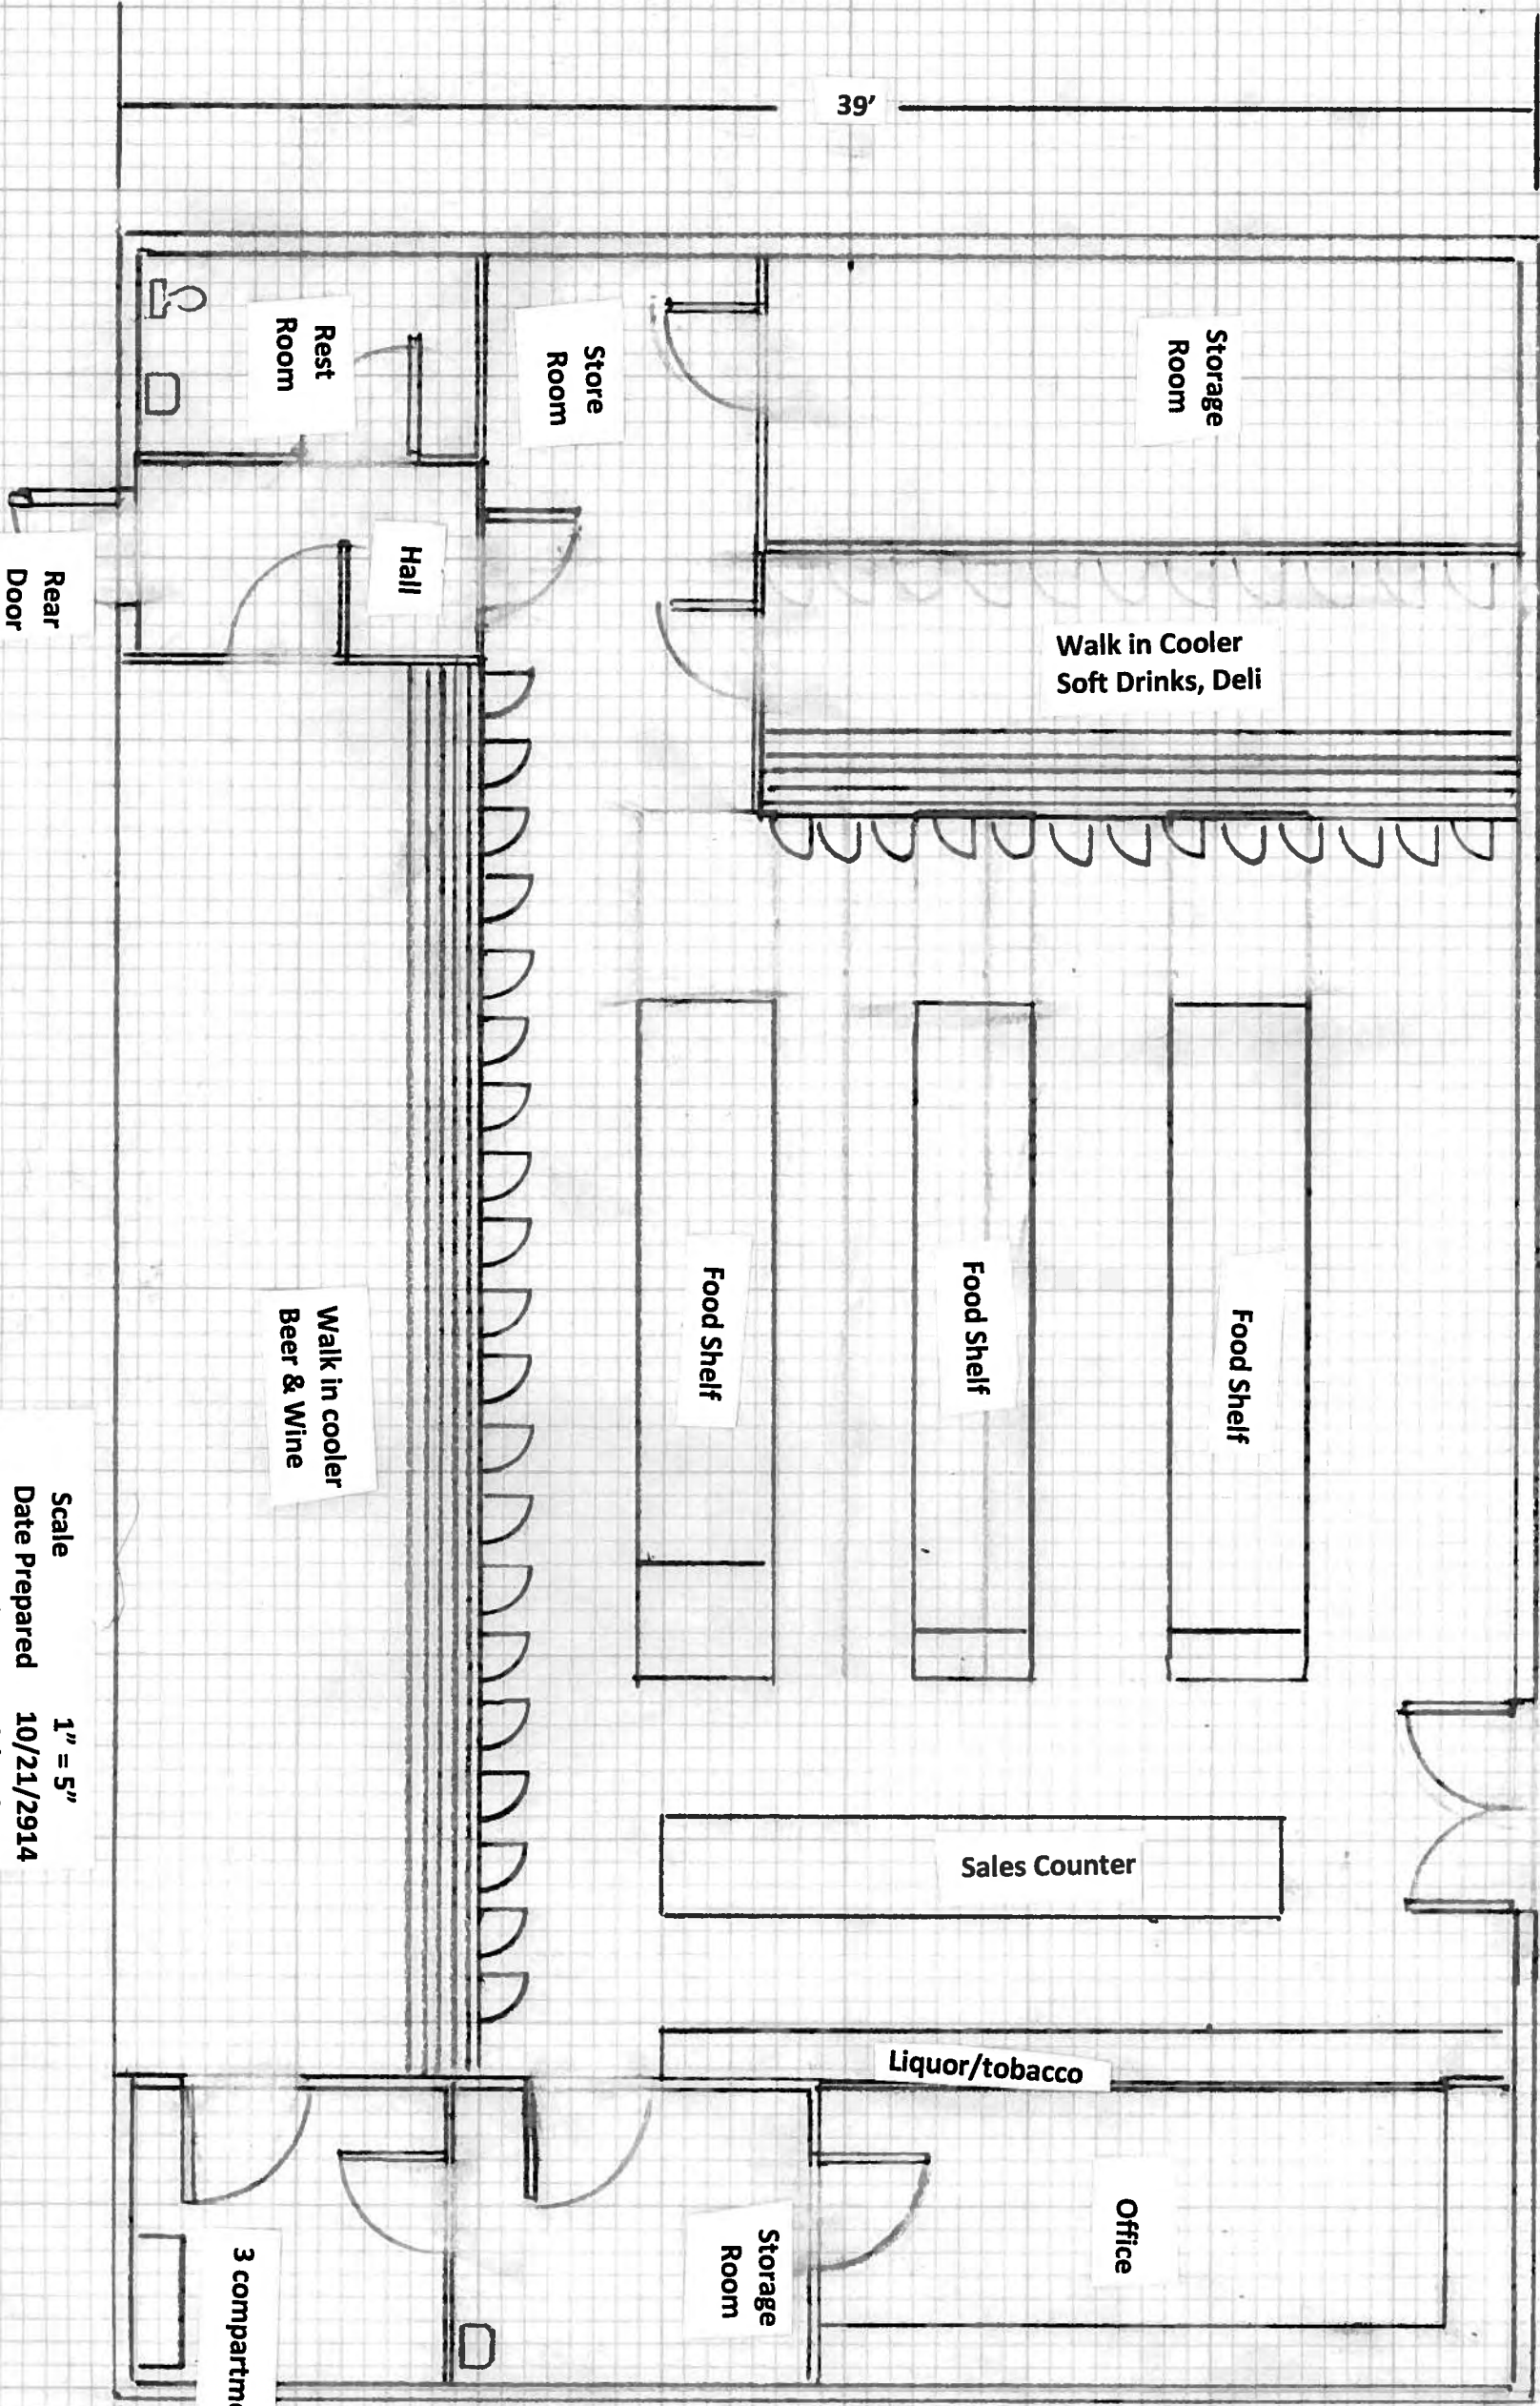 39'
Storage
Room
Store
Room
Rest
Room
Hall
Rear
Door
Walk in Cooler
Soft Drinks, Deli
Food Shelf
Food Shelf
Food Shelf
Walk in cooler
Beer & Wine
Sales Counter
Liquor/tobacco
Office
Storage
Room
3 compartme
Scale 1" = 5"
Date Prepared 10/21/2914